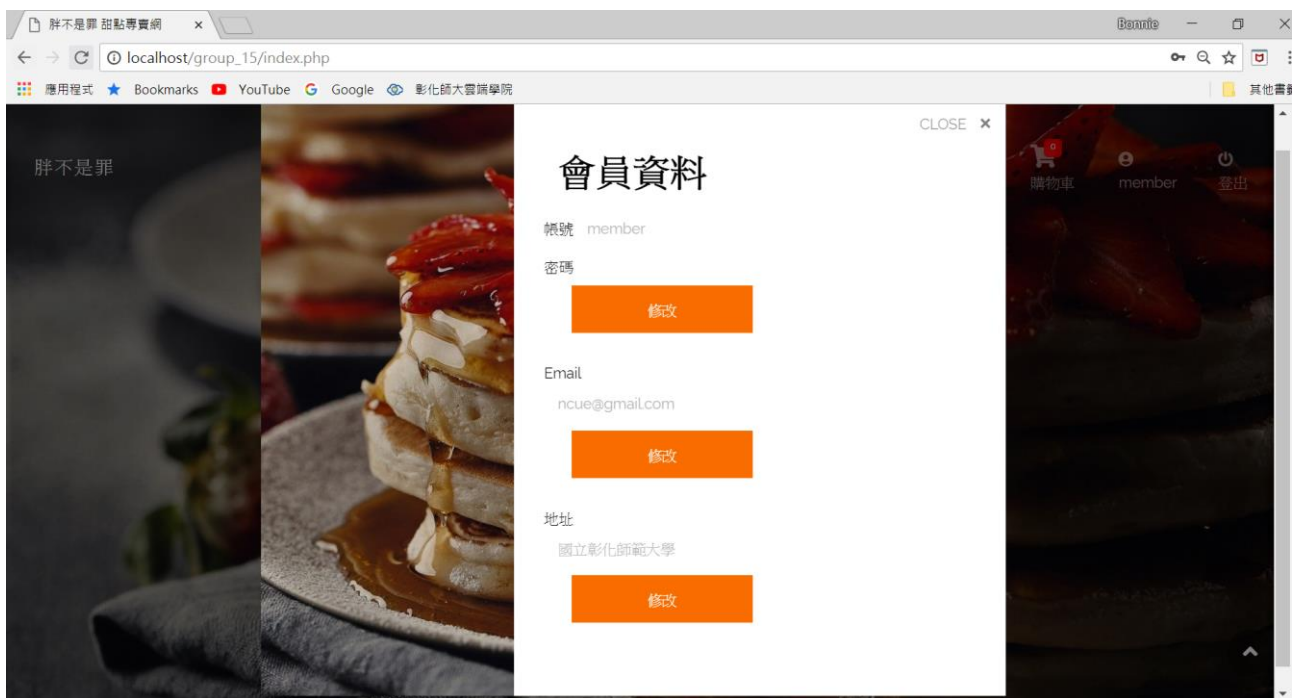 胖不是罪 甜點專賣網
Bonnie
localhost/group_15/index.php
應用程式 Bookmarks YouTube Google 彰化師大雲端學院
其他書籤
CLOSE
胖不是罪
會員資料
0
購物車 member 登出
帳號 member
密碼
修改
Email
ncue@gmail.com
修改
地址
國立彰化師範大學
修改